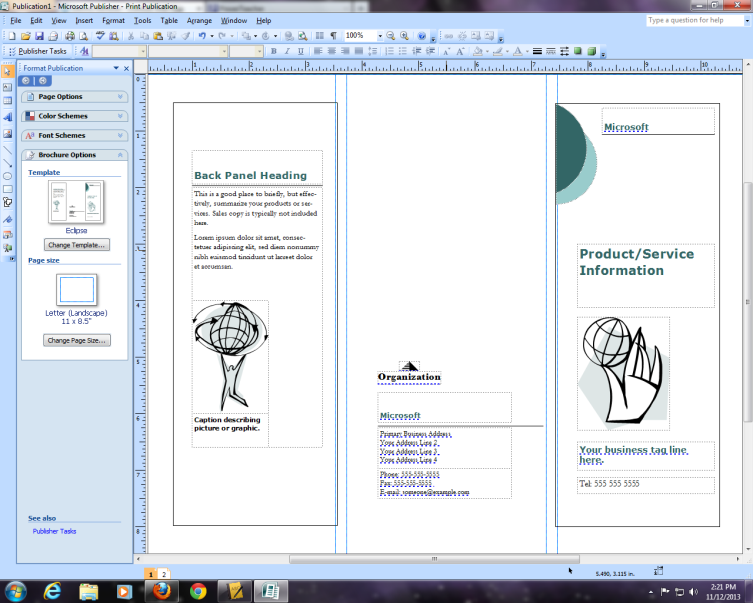 Publication1 - Microsoft Publisher - Print Publication
File Edit View Insert Format Tools Table Arrange Window Help
Type a question for help
100%
Publisher Tasks
Format Publication
Page Options
Color Schemes
Font Schemes
Brochure Options
Template
Eclipse
Change Template...
Page size
Letter (Landscape)
11 x 8.5"
Change Page Size...
See also
Publisher Tasks
Back Panel Heading
This is a good place to briefly, but effec-
tively, summarize your products or ser-
vices. Sales copy is typically not included
here.
Lorem ipsum dolor sit amet, consec-
tetuer adipiscing elit, sed diem nonummy
nibh euismod tincidunt ut lacreet dolor
et accumsan.
Caption describing
picture or graphic.
Organization
Microsoft
Primary Business Address
Your Address Line 2
Your Address Line 3
Your Address Line 4
Phone: 555-555-5555
Fax: 555-555-5555
E-mail: someone@example.com
Microsoft
Product/Service
Information
Your business tag line
here.
Tel: 555 555 5555
1 2
5.490, 3.115 in.
2:21 PM
11/12/2013